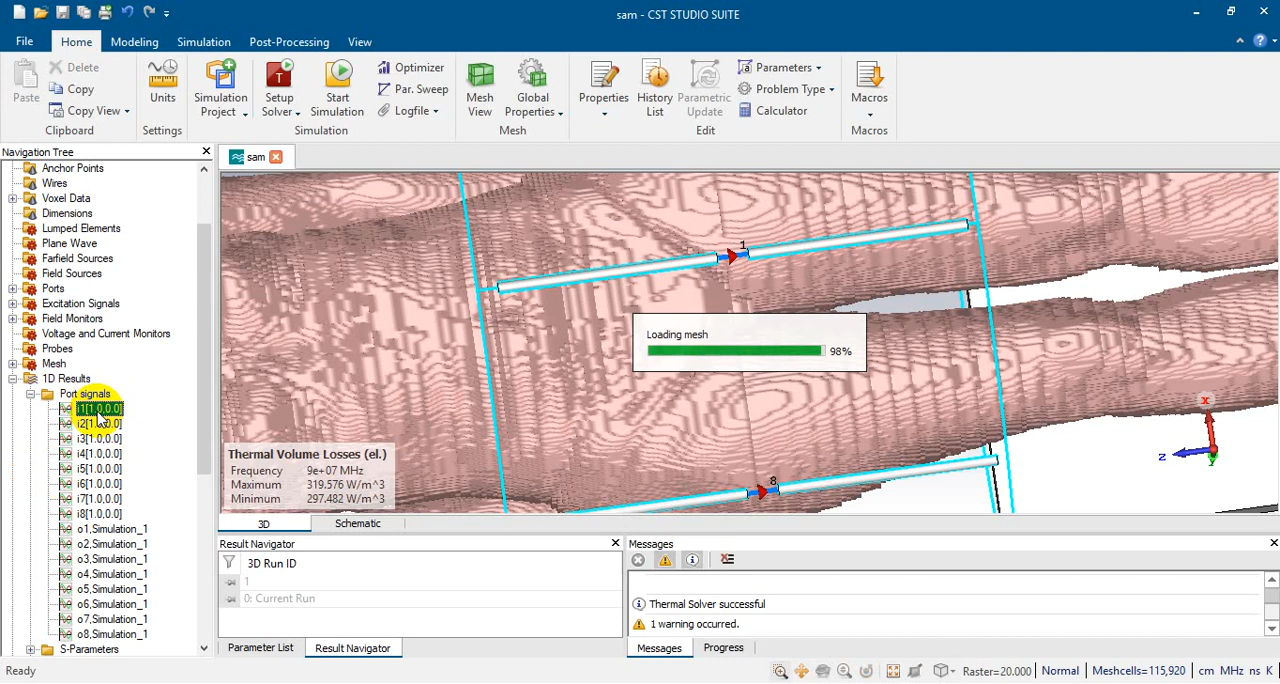 sam - CST STUDIO SUITE
File Home Modeling Simulation Post-Processing View
Paste Delete Copy Copy View Clipboard
Units Settings
Simulation Project Setup Solver Start Simulation Optimizer Par. Sweep Logfile Simulation
Mesh View Global Properties Mesh
Properties History List Parametric Update Parameters Problem Type Calculator Edit
Macros Macros
Navigation Tree
Anchor Points
Wires
Voxel Data
Dimensions
Lumped Elements
Plane Wave
Farfield Sources
Field Sources
Ports
Excitation Signals
Field Monitors
Voltage and Current Monitors
Probes
Mesh
1D Results
Port signals
i1[1.0,0.0]
i2[1.0,0.0]
i3[1.0,0.0]
i4[1.0,0.0]
i5[1.0,0.0]
i6[1.0,0.0]
i7[1.0,0.0]
i8[1.0,0.0]
o1,Simulation_1
o2,Simulation_1
o3,Simulation_1
o4,Simulation_1
o5,Simulation_1
o6,Simulation_1
o7,Simulation_1
o8,Simulation_1
S-Parameters
sam
1
8
Loading mesh
98%
x
z
y
Thermal Volume Losses (el.)
Frequency 9e+07 MHz
Maximum 319.576 W/m^3
Minimum 297.482 W/m^3
3D Schematic
Result Navigator
3D Run ID
1
0: Current Run
Parameter List Result Navigator
Messages
Thermal Solver successful
1 warning occurred.
Messages Progress
Ready
Raster=20.000 Normal Meshcells=115,920 cm MHz ns K